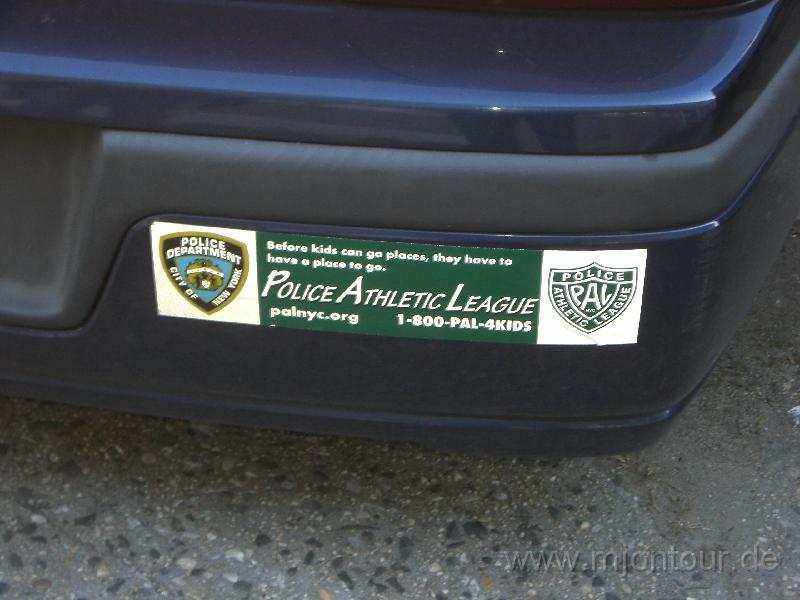 POLICE
DEPARTMENT
CITY OF
NEW YORK
Before kids can go places, they have to
have a place to go.
POLICE ATHLETIC LEAGUE
palnyc.org 1-800-PAL-4KIDS
POLICE
PAL
NYC
ATHLETIC LEAGUE
www.mjontour.de